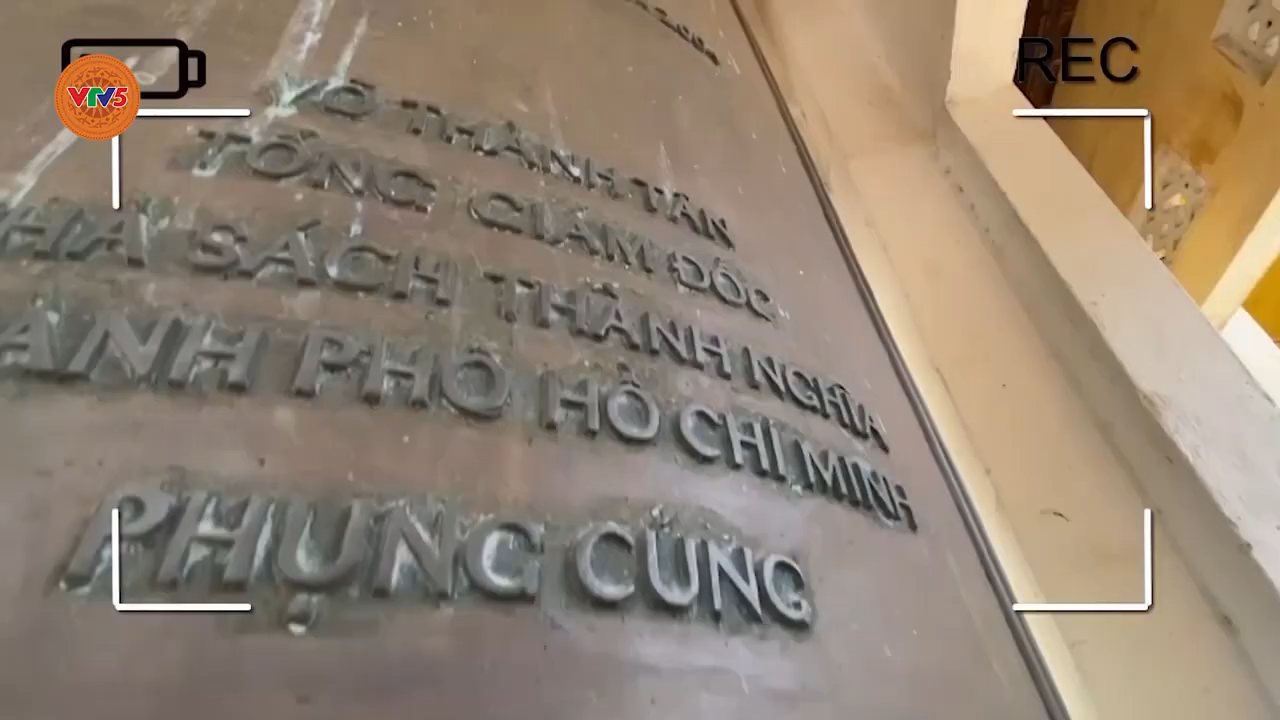 REC
VTV5
VÕ THÀNH TÂN
TỔNG GIÁM ĐỐC
SÁCH THÀNH NGHĨA
PHỐ HỒ CHÍ MINH
PHỤNG CÚNG